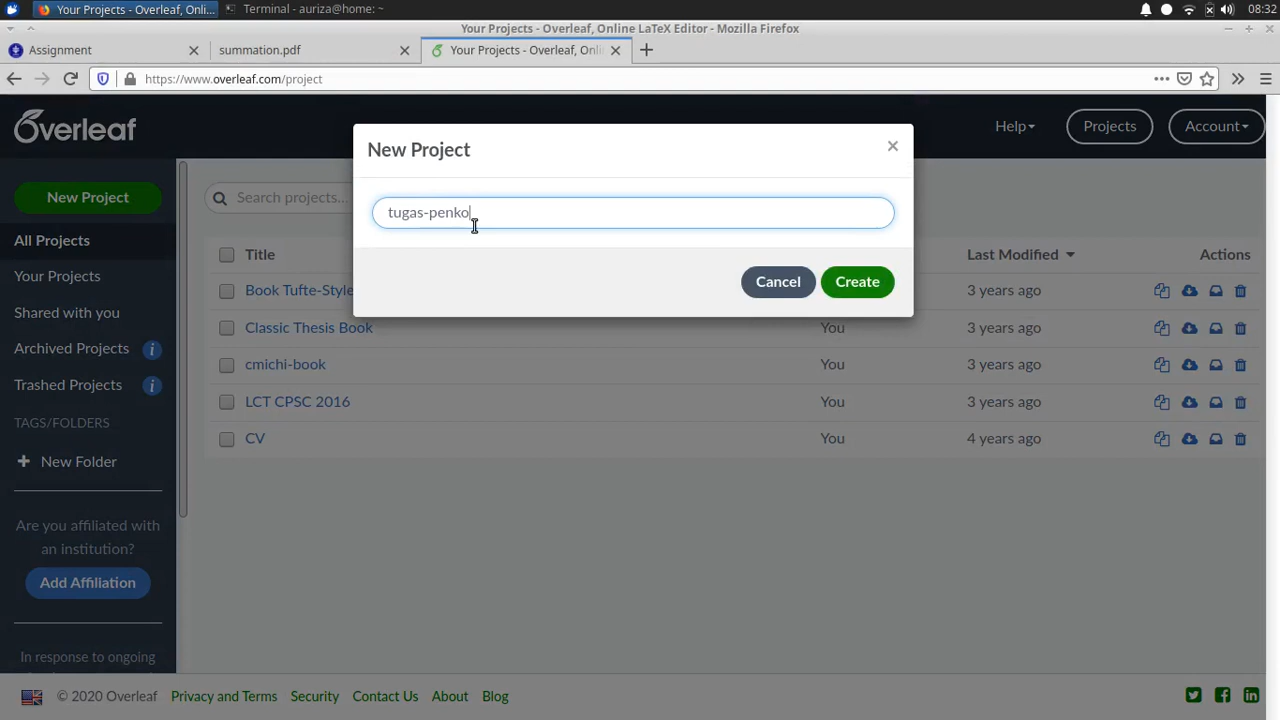 Your Projects - Overleaf, Onli...
Terminal - auriza@home: ~
08:32
Your Projects - Overleaf, Online LaTeX Editor - Mozilla Firefox
Assignment
summation.pdf
Your Projects - Overleaf, Onli
https://www.overleaf.com/project
Overleaf
Help
Projects
Account
New Project
New Project
Search projects...
tugas-penko
All Projects
Title
Last Modified
Actions
Cancel
Create
Your Projects
Book Tufte-Style
3 years ago
Shared with you
Classic Thesis Book
You
3 years ago
Archived Projects
cmichi-book
You
3 years ago
Trashed Projects
LCT CPSC 2016
You
3 years ago
TAGS/FOLDERS
CV
You
4 years ago
New Folder
Are you affiliated with
an institution?
Add Affiliation
In response to ongoing
© 2020 Overleaf
Privacy and Terms
Security
Contact Us
About
Blog